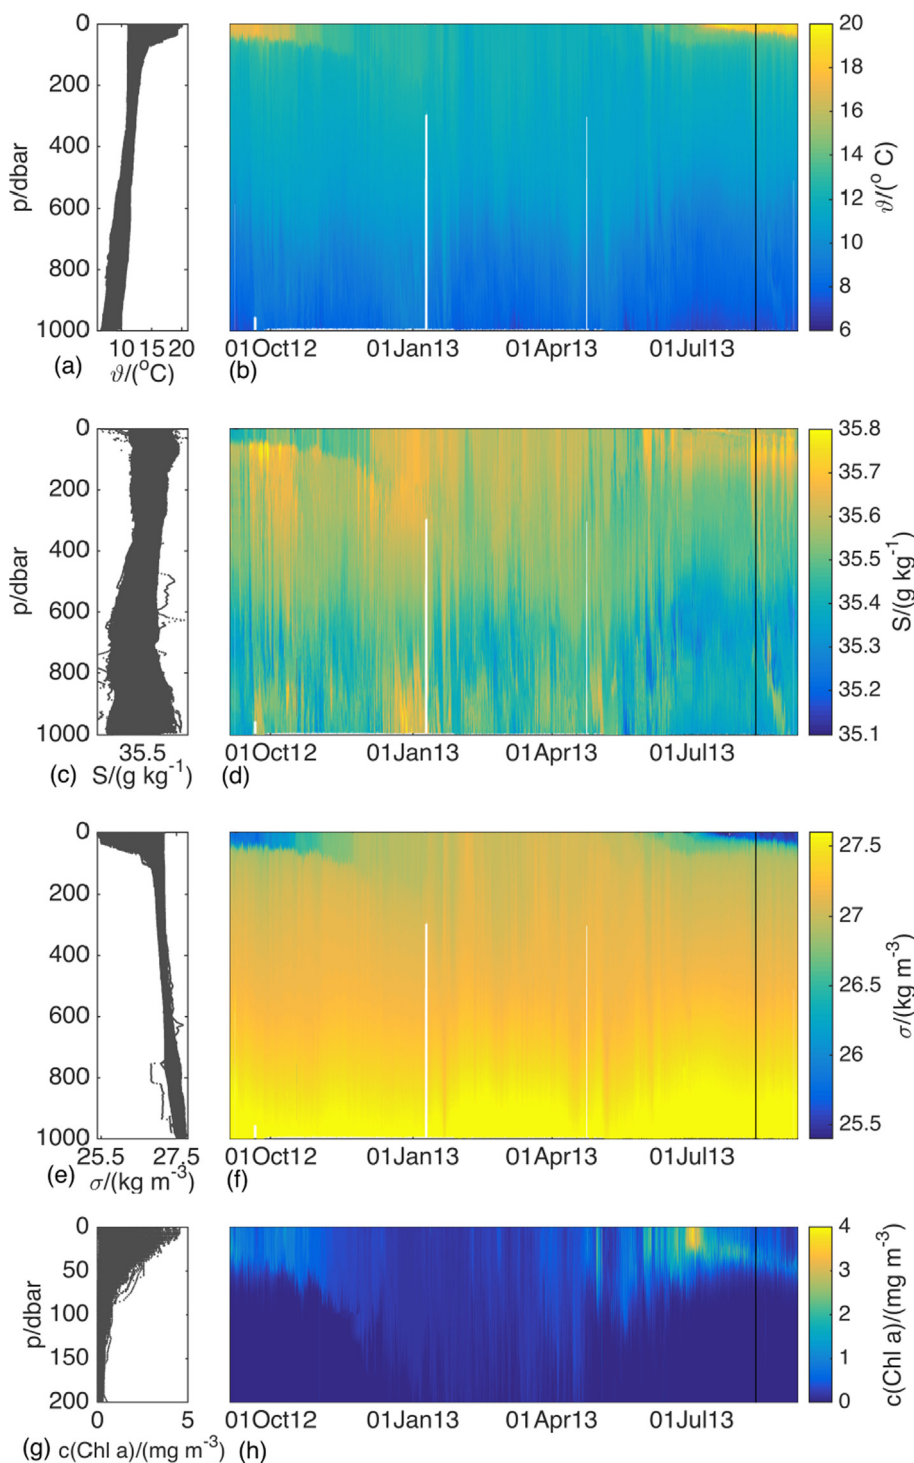 0
200
400
600
800
1000
p/dbar
10 15 20
(a) ϑ/(°C)
01Oct12 01Jan13 01Apr13 01Jul13
(b)
20
18
16
14
12
10
8
6
ϑ/(° C)
0
200
400
600
800
1000
p/dbar
35.5
(c) S/(g kg⁻¹)
01Oct12 01Jan13 01Apr13 01Jul13
(d)
35.8
35.7
35.6
35.5
35.4
35.3
35.2
35.1
S/(g kg⁻¹)
0
200
400
600
800
1000
p/dbar
25.5 27.5
(e) σ/(kg m⁻³)
01Oct12 01Jan13 01Apr13 01Jul13
(f)
27.5
27
26.5
26
25.5
σ/(kg m⁻³)
0
50
100
150
200
p/dbar
0 5
(g) c(Chl a)/(mg m⁻³)
01Oct12 01Jan13 01Apr13 01Jul13
(h)
4
3
2
1
0
c(Chl a)/(mg m⁻³)